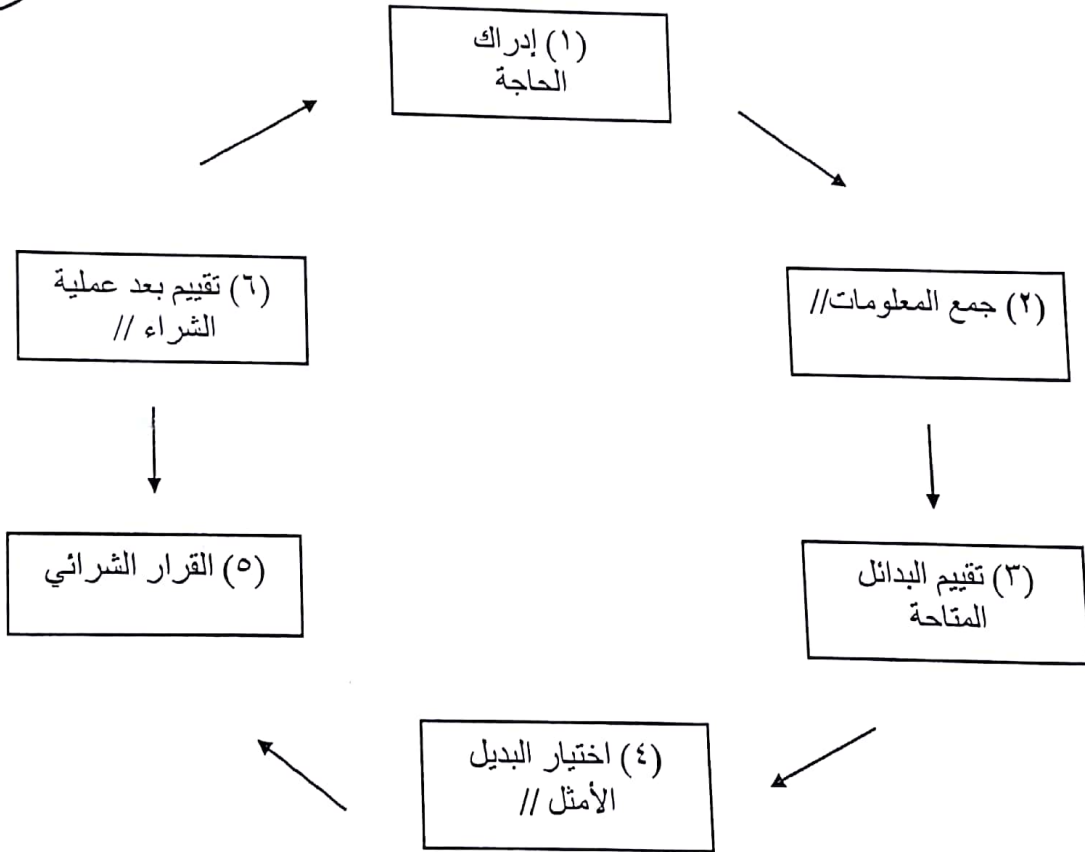 (١) إدراك
الحاجة
(٢) جمع المعلومات//
(٣) تقييم البدائل
المتاحة
(٤) اختيار البديل
الأمثل //
(٥) القرار الشرائي
(٦) تقييم بعد عملية
الشراء //